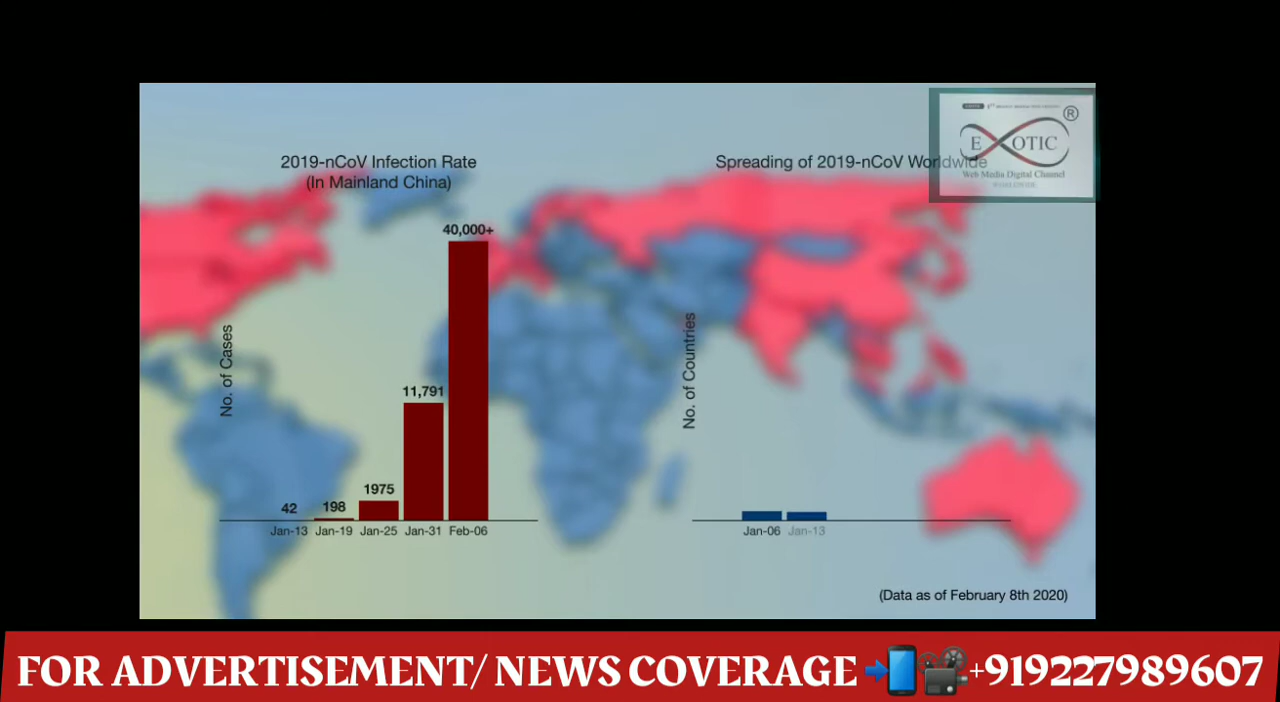 2019-nCoV Infection Rate
(In Mainland China)
No. of Cases
42
198
1975
11,791
40,000+
Jan-13
Jan-19
Jan-25
Jan-31
Feb-06
Spreading of 2019-nCoV Worldwide
No. of Countries
Jan-06
Jan-13
(Data as of February 8th 2020)
®
EXOTIC
Web Media Digital Channel
FOR ADVERTISEMENT/ NEWS COVERAGE +919227989607